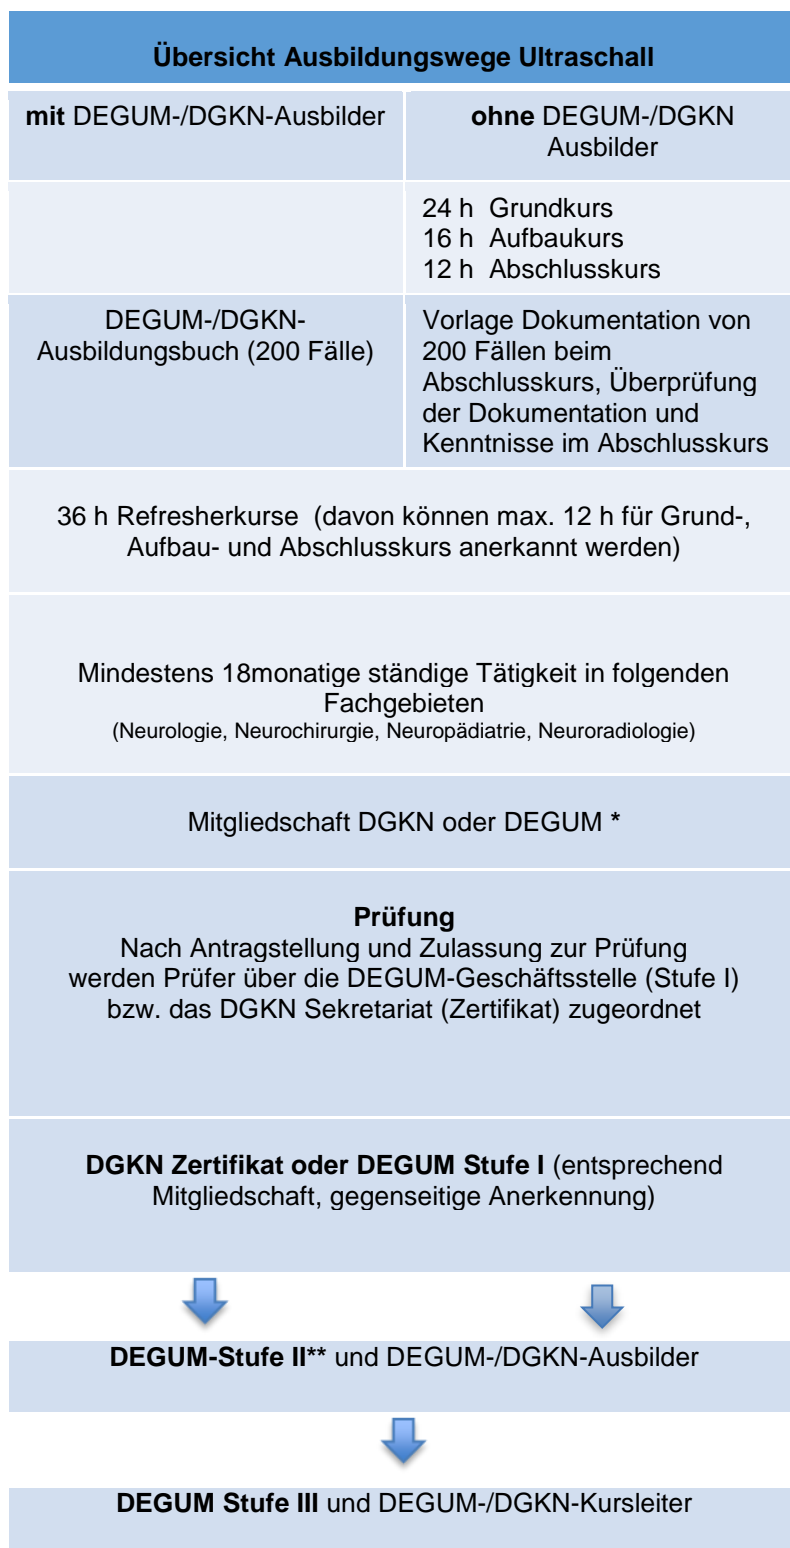 Übersicht Ausbildungswege Ultraschall
mit DEGUM-/DGKN-Ausbilder
ohne DEGUM-/DGKN
Ausbilder
24 h Grundkurs
16 h Aufbaukurs
12 h Abschlusskurs
DEGUM-/DGKN-
Ausbildungsbuch (200 Fälle)
Vorlage Dokumentation von
200 Fällen beim
Abschlusskurs, Überprüfung
der Dokumentation und
Kenntnisse im Abschlusskurs
36 h Refresherkurse (davon können max. 12 h für Grund-,
Aufbau- und Abschlusskurs anerkannt werden)
Mindestens 18monatige ständige Tätigkeit in folgenden
Fachgebieten
(Neurologie, Neurochirurgie, Neuropädiatrie, Neuroradiologie)
Mitgliedschaft DGKN oder DEGUM *
Prüfung
Nach Antragstellung und Zulassung zur Prüfung
werden Prüfer über die DEGUM-Geschäftsstelle (Stufe I)
bzw. das DGKN Sekretariat (Zertifikat) zugeordnet
DGKN Zertifikat oder DEGUM Stufe I (entsprechend
Mitgliedschaft, gegenseitige Anerkennung)
DEGUM-Stufe II** und DEGUM-/DGKN-Ausbilder
DEGUM Stufe III und DEGUM-/DGKN-Kursleiter